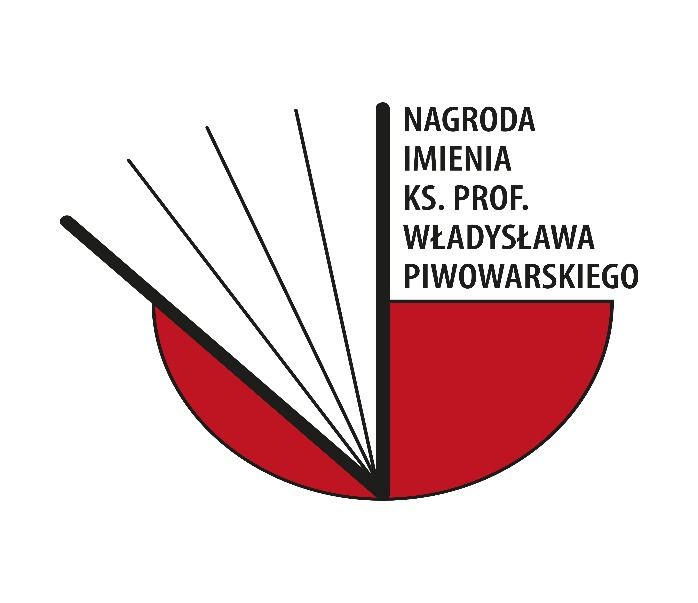 NAGRODA
IMIENIA
KS. PROF.
WŁADYSŁAWA
PIWOWARSKIEGO